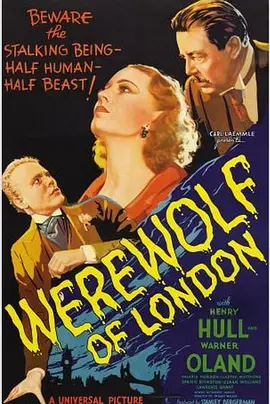 BEWARE
the
STALKING BEING–
HALF HUMAN–
HALF BEAST!
CARL LAEMMLE
presents
WEREWOLF
OF LONDON
with
HENRY
HULL
AND
WARNER
OLAND
A UNIVERSAL PICTURE